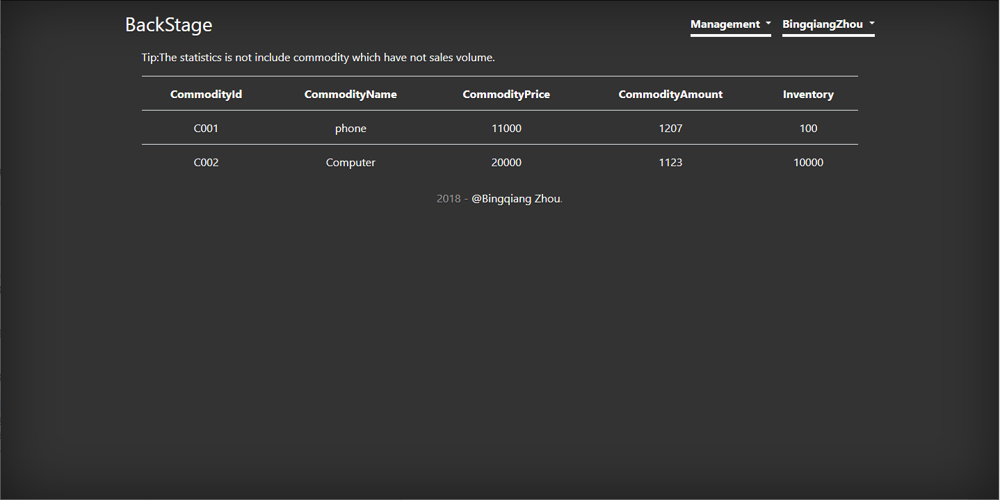 BackStage Management BingqiangZhou
Tip:The statistics is not include commodity which have not sales volume.
CommodityId CommodityName CommodityPrice CommodityAmount Inventory
C001 phone 11000 1207 100
C002 Computer 20000 1123 10000
2018 - @Bingqiang Zhou.